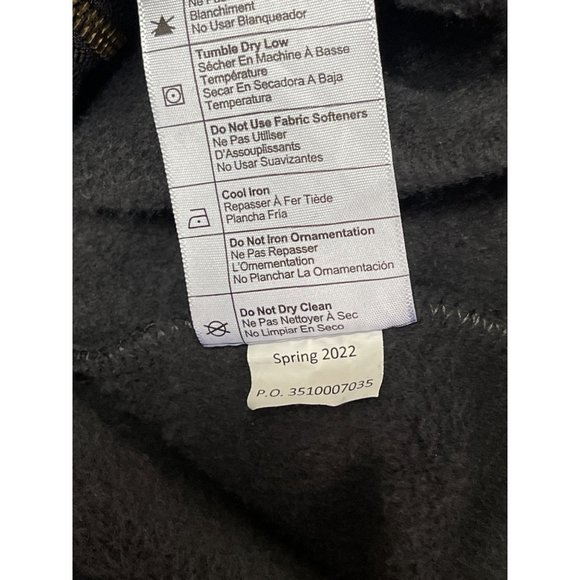 Blanchiment
No Usar Blanqueador
Tumble Dry Low
Sécher En Machine À Basse
Température
Secar En Secadora A Baja
Temperatura
Do Not Use Fabric Softeners
Ne Pas Utiliser
D'Assouplissants
No Usar Suavizantes
Cool Iron
Repasser À Fer Tiède
Plancha Fria
Do Not Iron Ornamentation
Ne Pas Repasser
L'Ornementation
No Planchar La Ornamentación
Do Not Dry Clean
Ne Pas Nettoyer À Sec
No Limpiar En Seco
Spring 2022
P.O. 3510007035